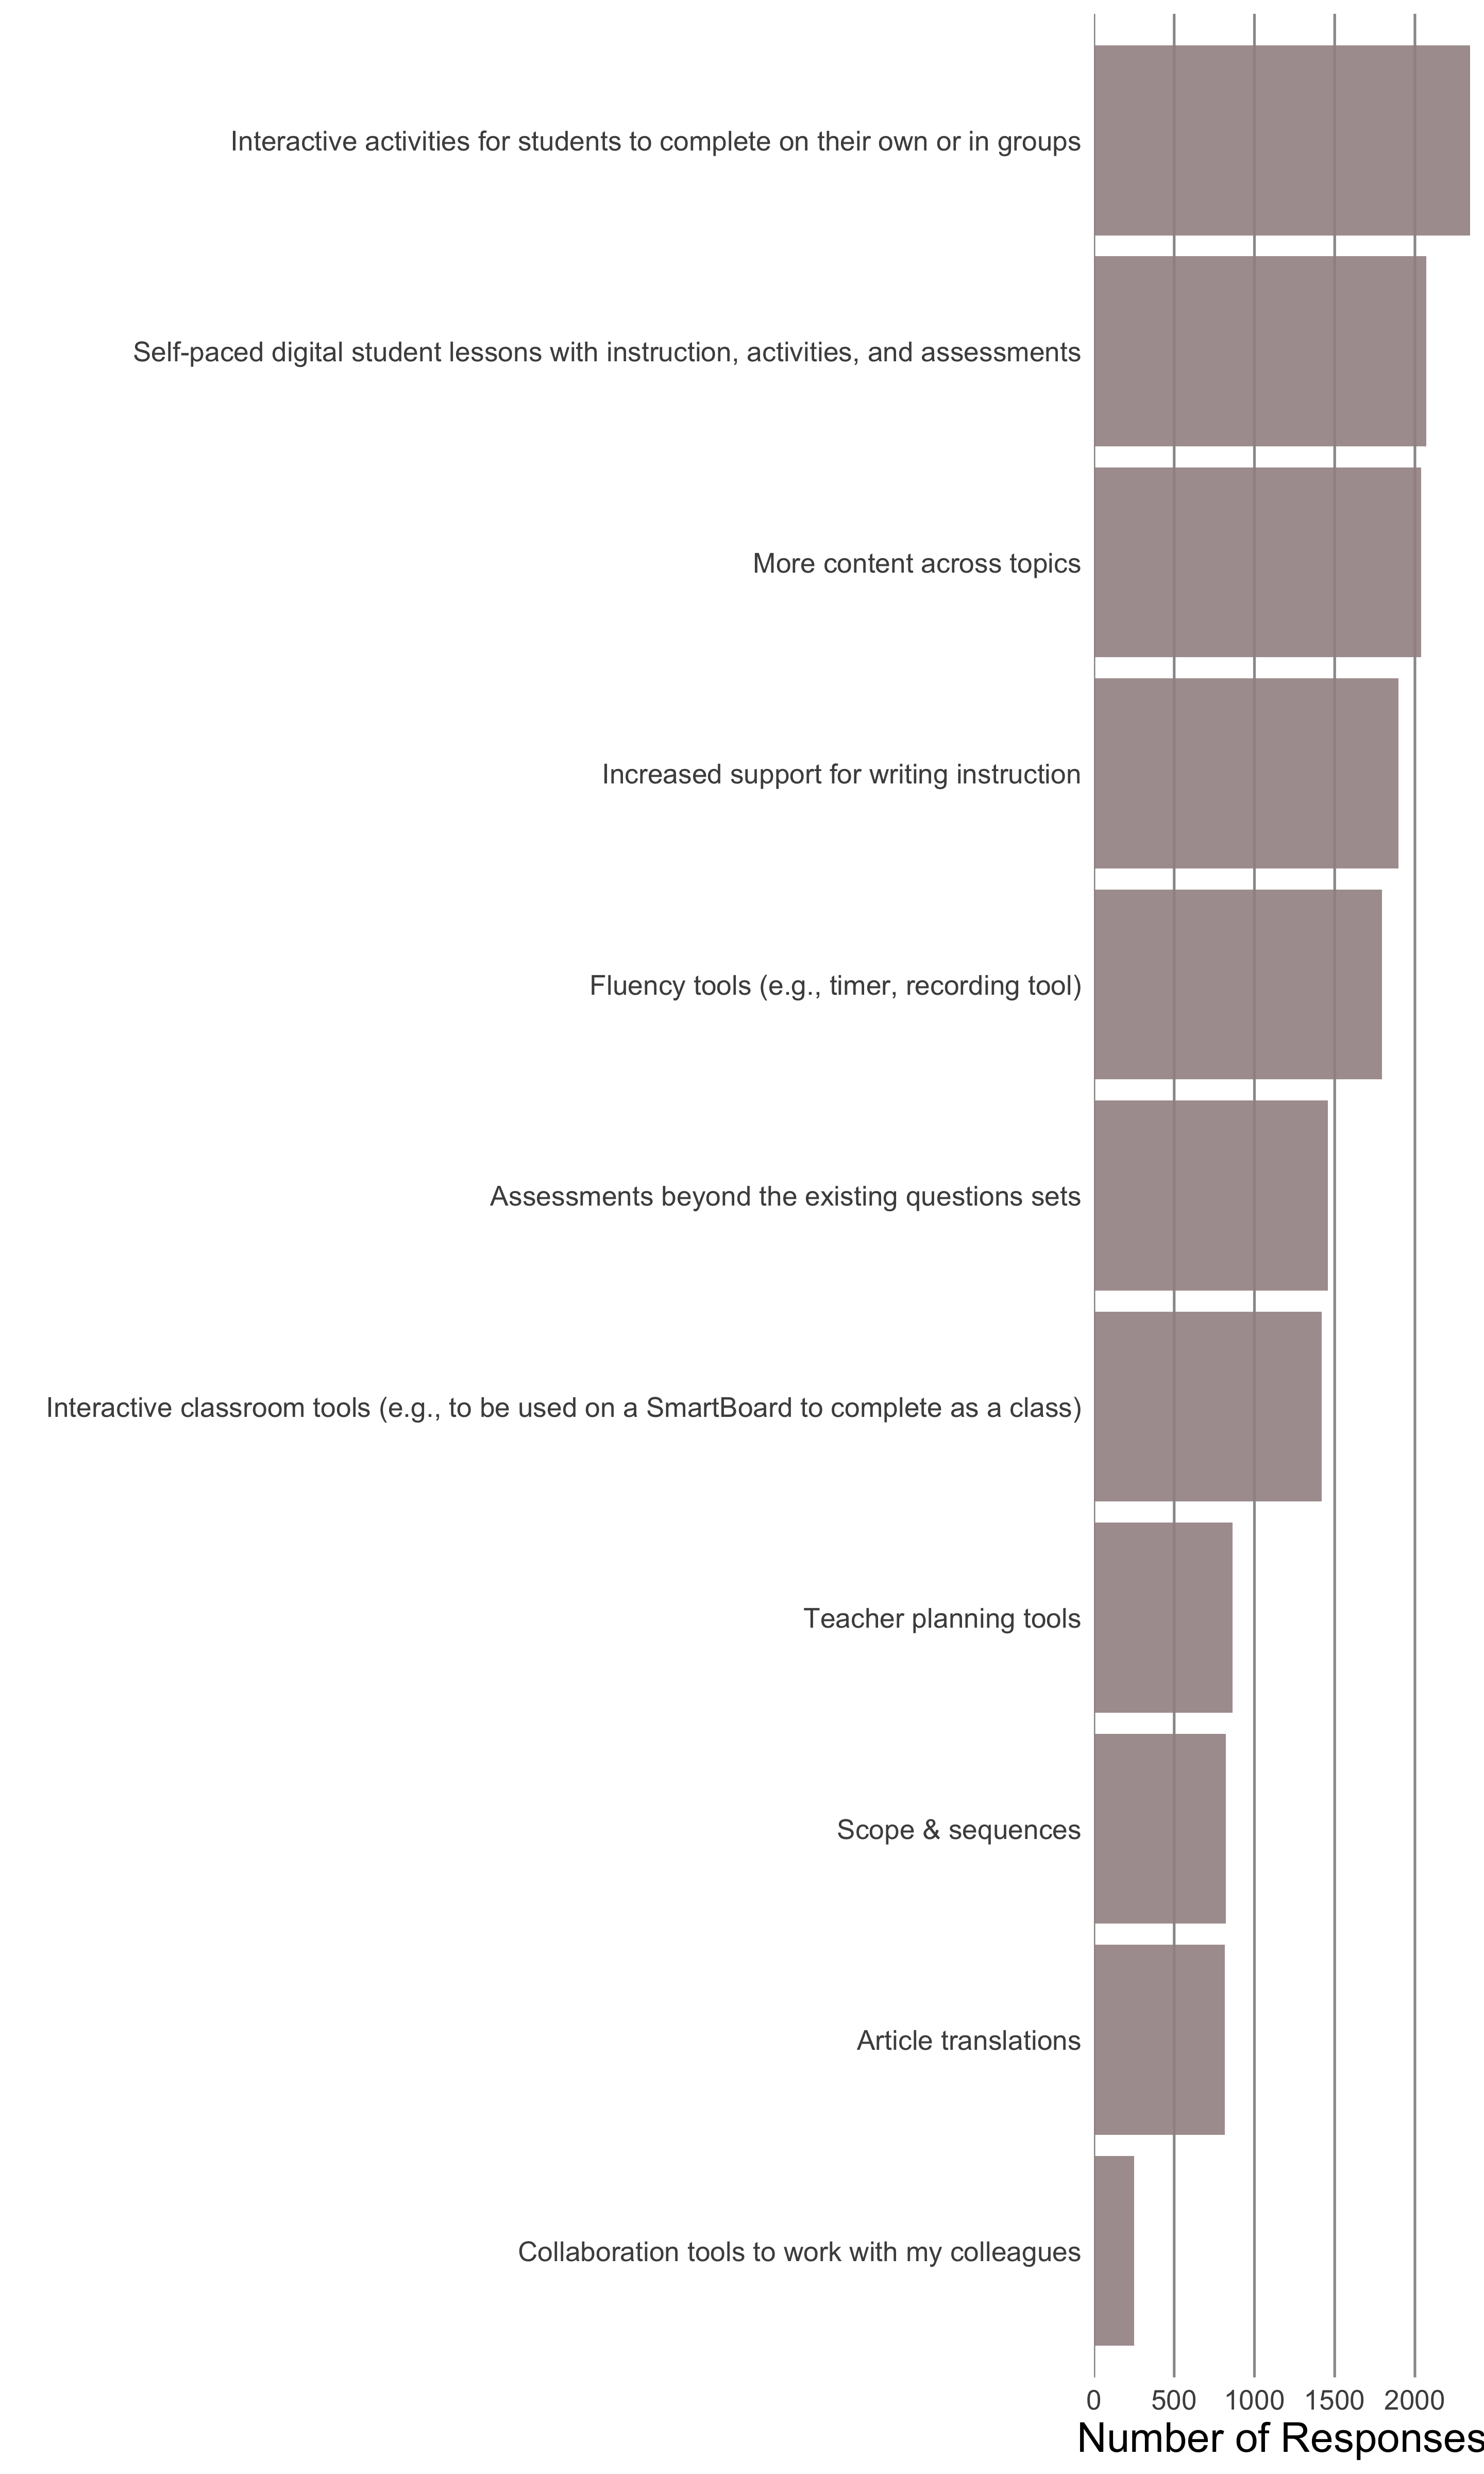 Interactive activities for students to complete on their own or in groups
Self-paced digital student lessons with instruction, activities, and assessments
More content across topics
Increased support for writing instruction
Fluency tools (e.g., timer, recording tool)
Assessments beyond the existing questions sets
Interactive classroom tools (e.g., to be used on a SmartBoard to complete as a class)
Teacher planning tools
Scope & sequences
Article translations
Collaboration tools to work with my colleagues
0 500 1000 1500 2000
Number of Responses